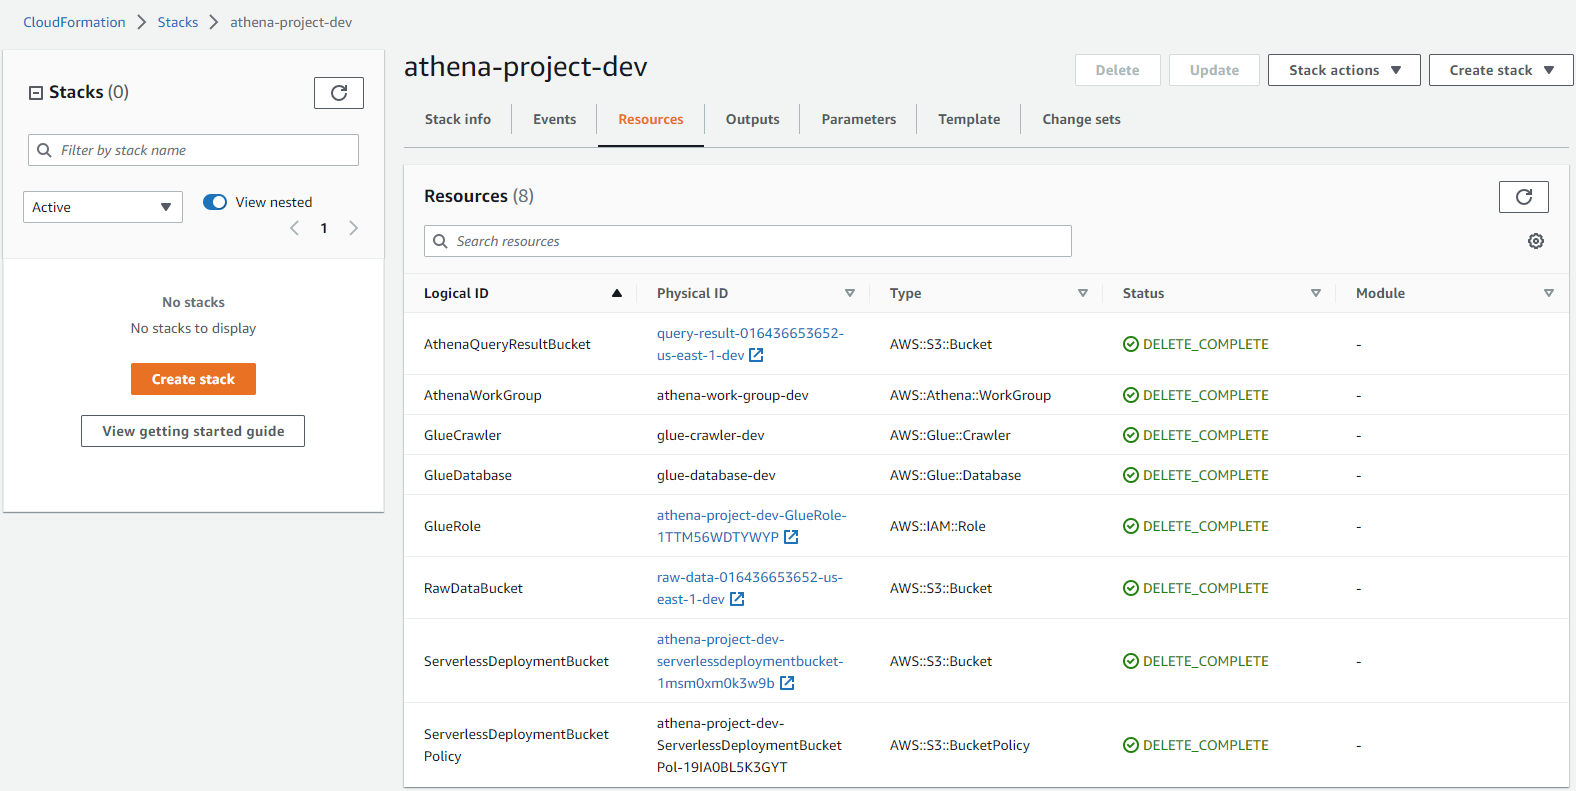 CloudFormation > Stacks > athena-project-dev
Stacks (0)
Filter by stack name
Active
View nested
1
No stacks
No stacks to display
Create stack
View getting started guide
athena-project-dev
Delete
Update
Stack actions
Create stack
Stack info
Events
Resources
Outputs
Parameters
Template
Change sets
Resources (8)
Search resources
Logical ID
Physical ID
Type
Status
Module
AthenaQueryResultBucket
query-result-016436653652-
us-east-1-dev
AWS::S3::Bucket
DELETE_COMPLETE
-
AthenaWorkGroup
athena-work-group-dev
AWS::Athena::WorkGroup
DELETE_COMPLETE
-
GlueCrawler
glue-crawler-dev
AWS::Glue::Crawler
DELETE_COMPLETE
-
GlueDatabase
glue-database-dev
AWS::Glue::Database
DELETE_COMPLETE
-
GlueRole
athena-project-dev-GlueRole-
1TTM56WDTYWYP
AWS::IAM::Role
DELETE_COMPLETE
-
RawDataBucket
raw-data-016436653652-us-
east-1-dev
AWS::S3::Bucket
DELETE_COMPLETE
-
ServerlessDeploymentBucket
athena-project-dev-
serverlessdeploymentbucket-
1msm0xm0k3w9b
AWS::S3::Bucket
DELETE_COMPLETE
-
ServerlessDeploymentBucket
Policy
athena-project-dev-
ServerlessDeploymentBucket
Pol-19IA0BL5K3GYT
AWS::S3::BucketPolicy
DELETE_COMPLETE
-